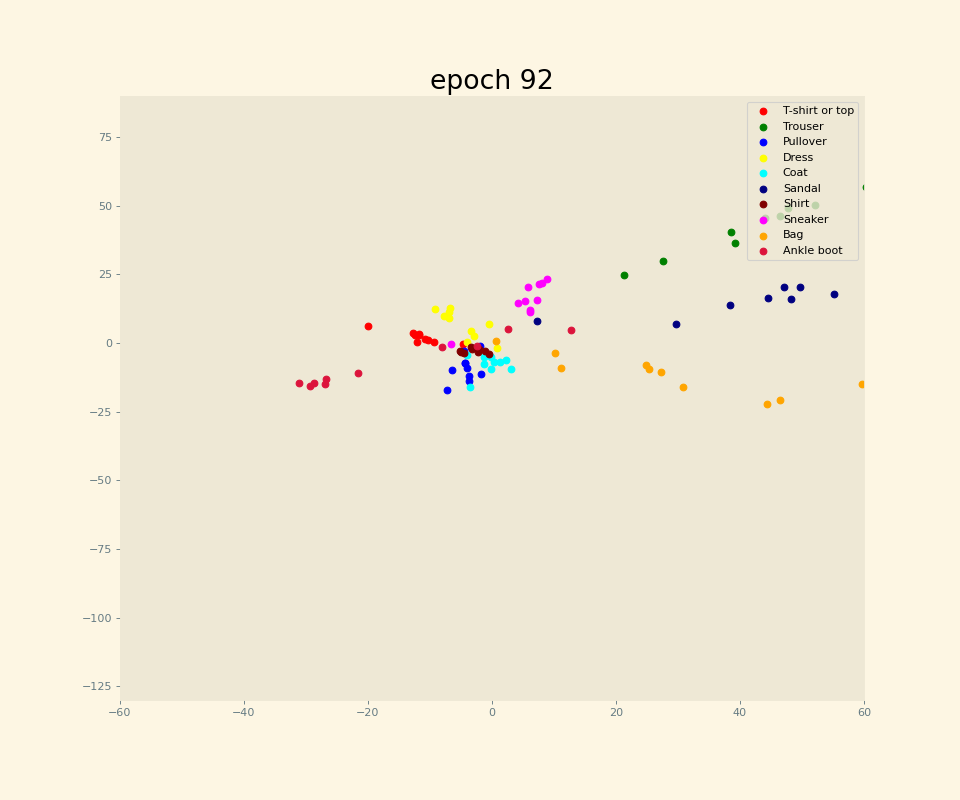 epoch 92
T-shirt or top
Trouser
Pullover
Dress
Coat
Sandal
Shirt
Sneaker
Bag
Ankle boot
75
50
25
0
−25
−50
−75
−100
−125
−60 −40 −20 0 20 40 60